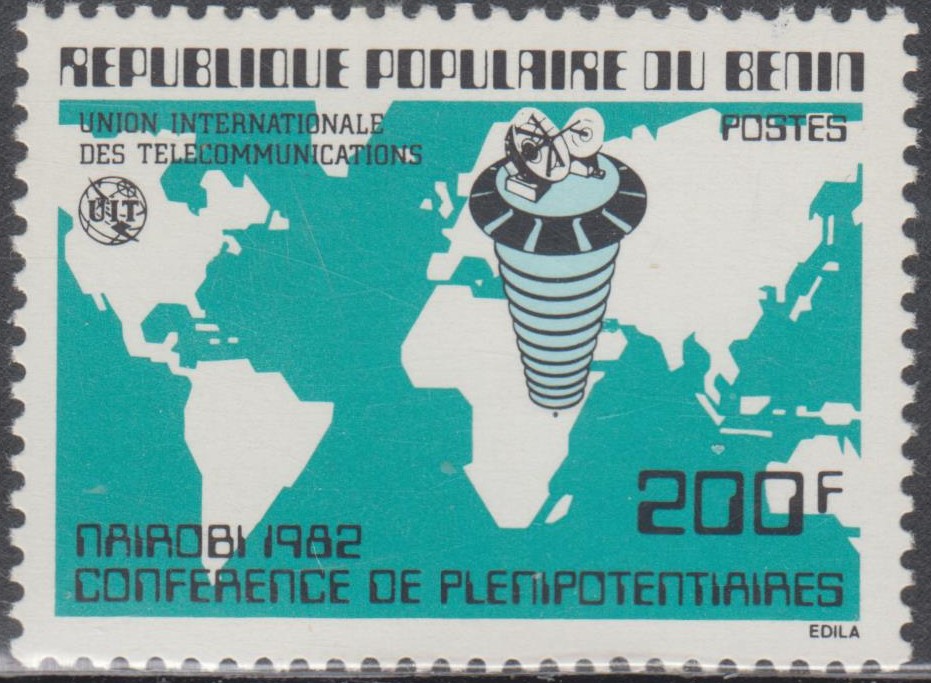 REPUBLIQUE POPULAIRE DU BENIN
UNION INTERNATIONALE
DES TELECOMMUNICATIONS
POSTES
UIT
200F
NAIROBI 1982
CONFERENCE DE PLENIPOTENTIAIRES
EDILA